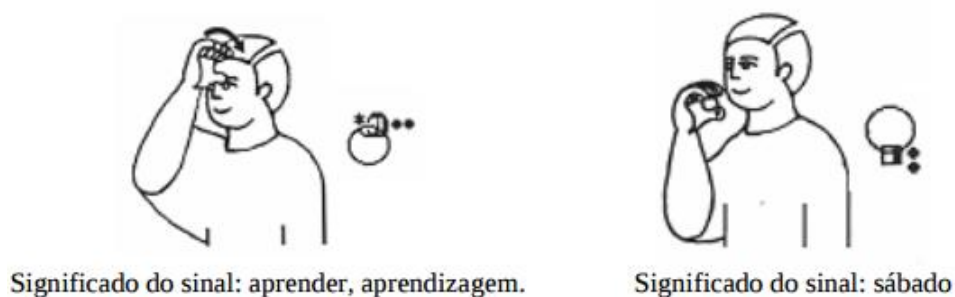 Significado do sinal: aprender, aprendizagem.
Significado do sinal: sábado